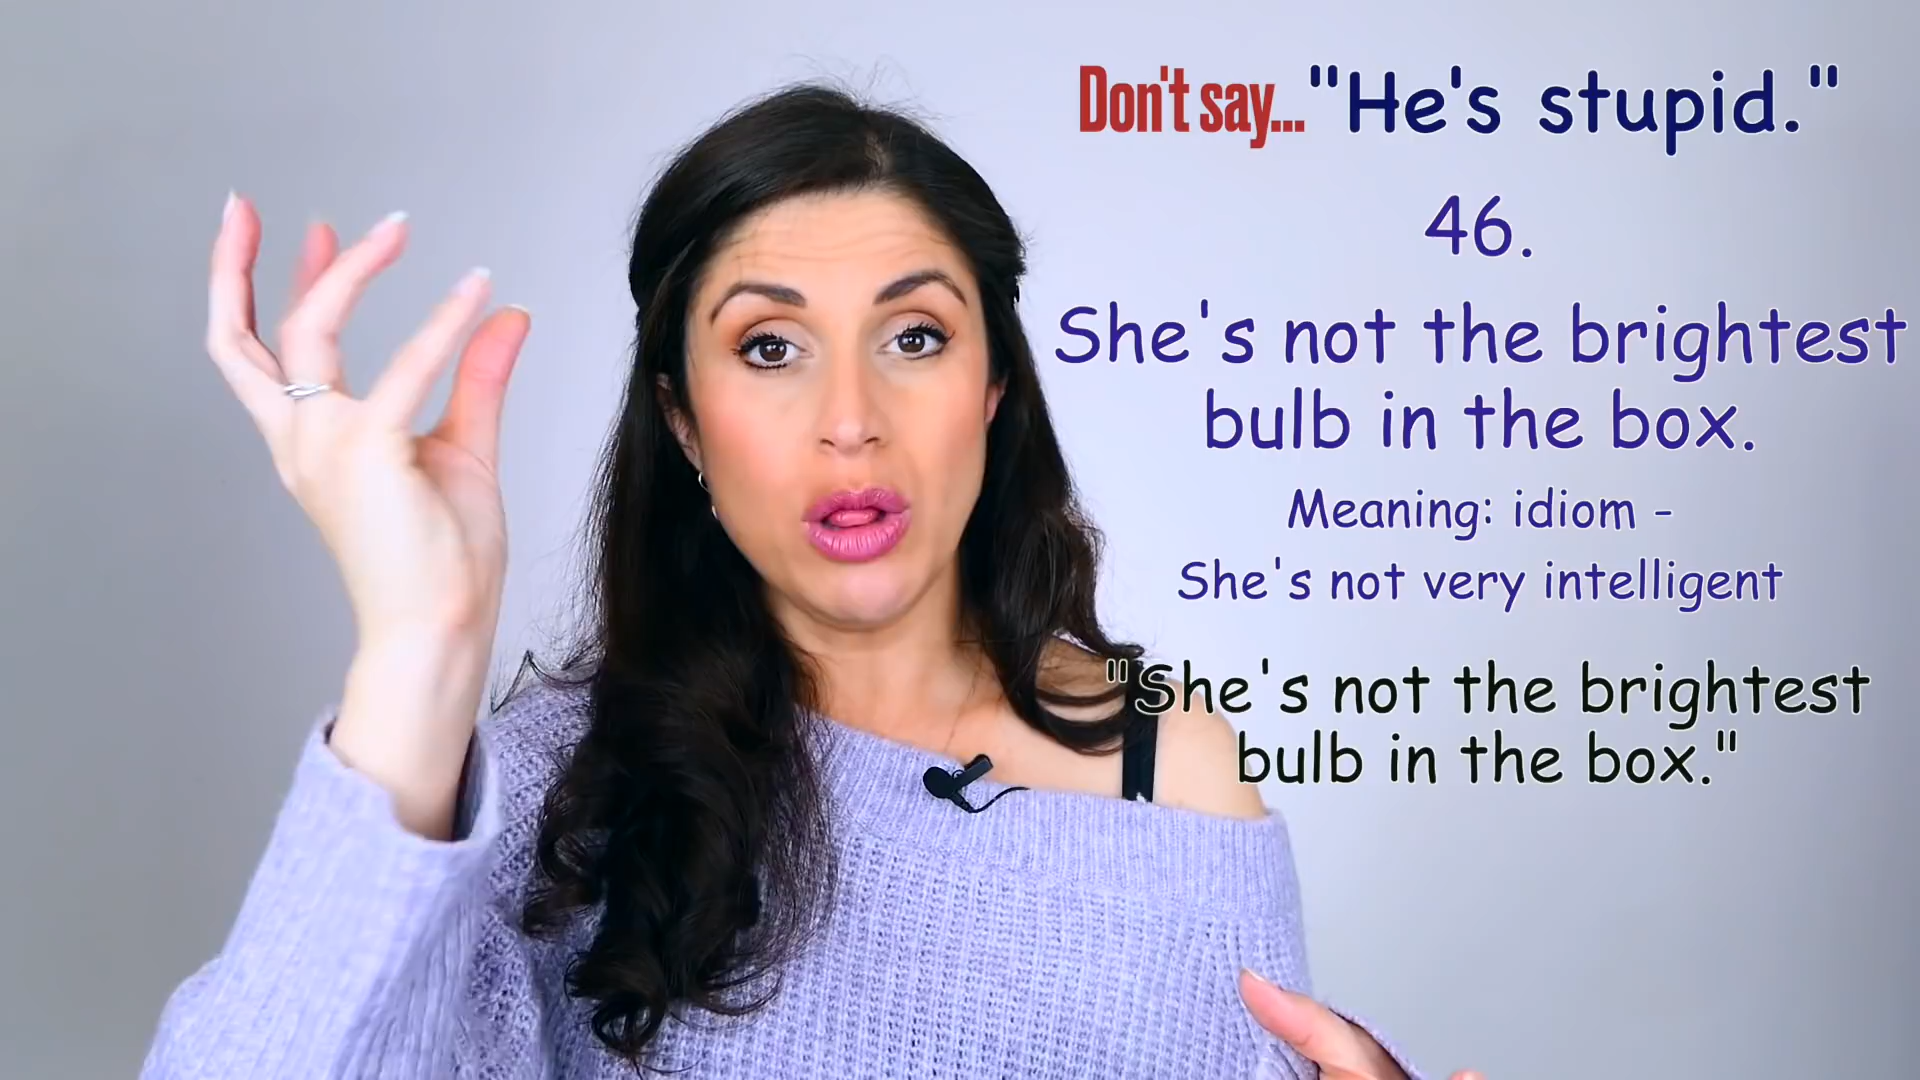 Don't say... "He's stupid."
46.
She's not the brightest
bulb in the box.
Meaning: idiom -
She's not very intelligent
"She's not the brightest
bulb in the box."